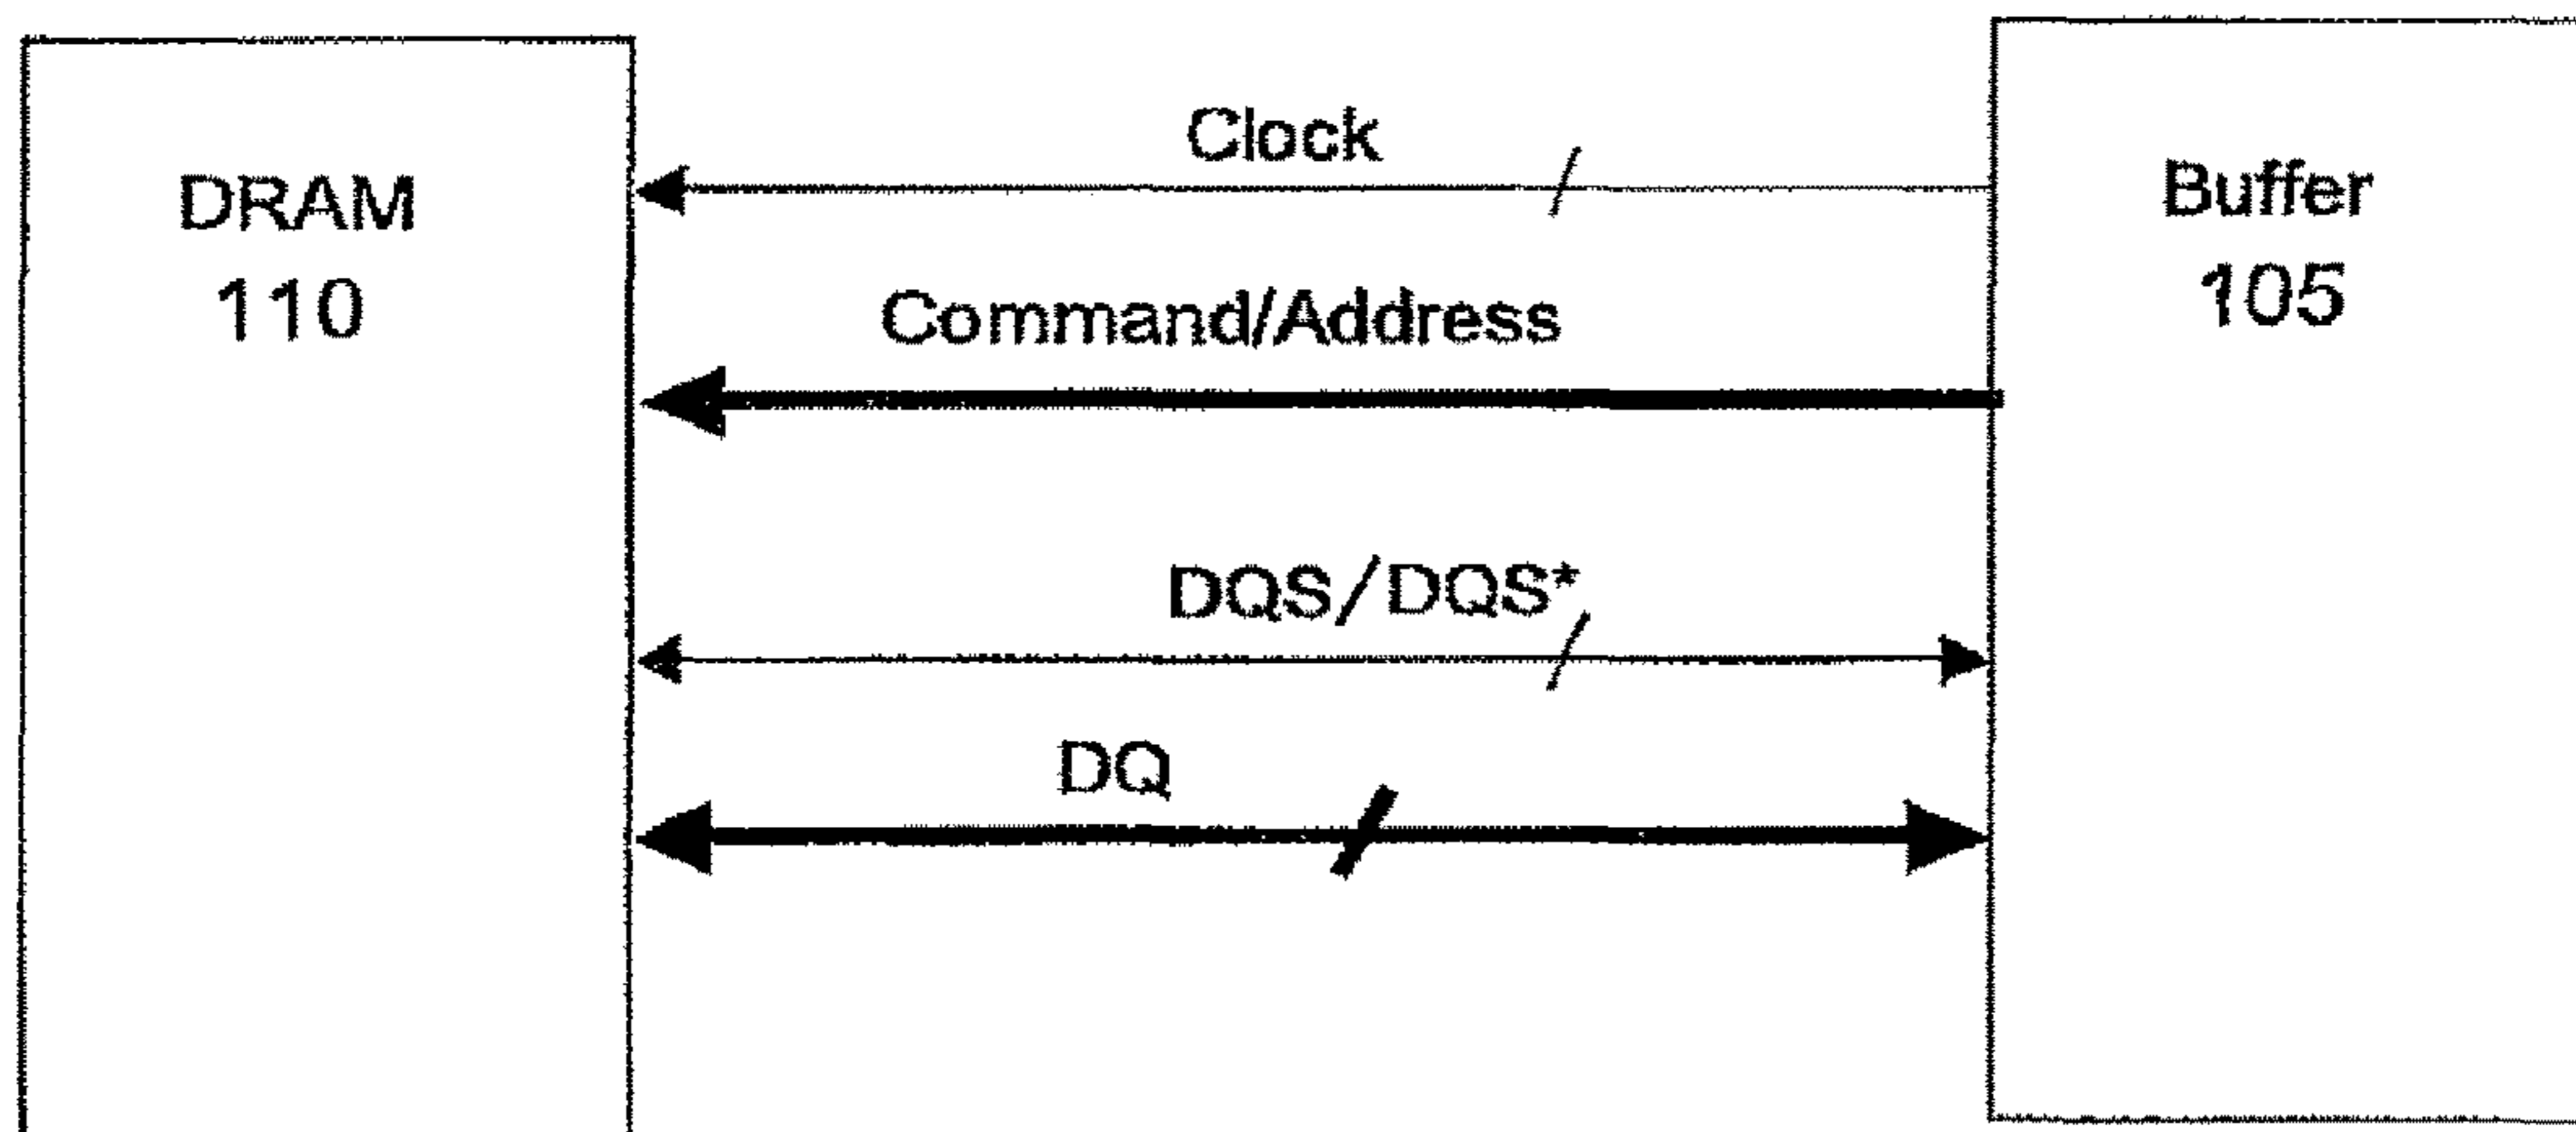 DRAM
110
Clock
Command/Address
DQS/DQS*
DQ
Buffer
105